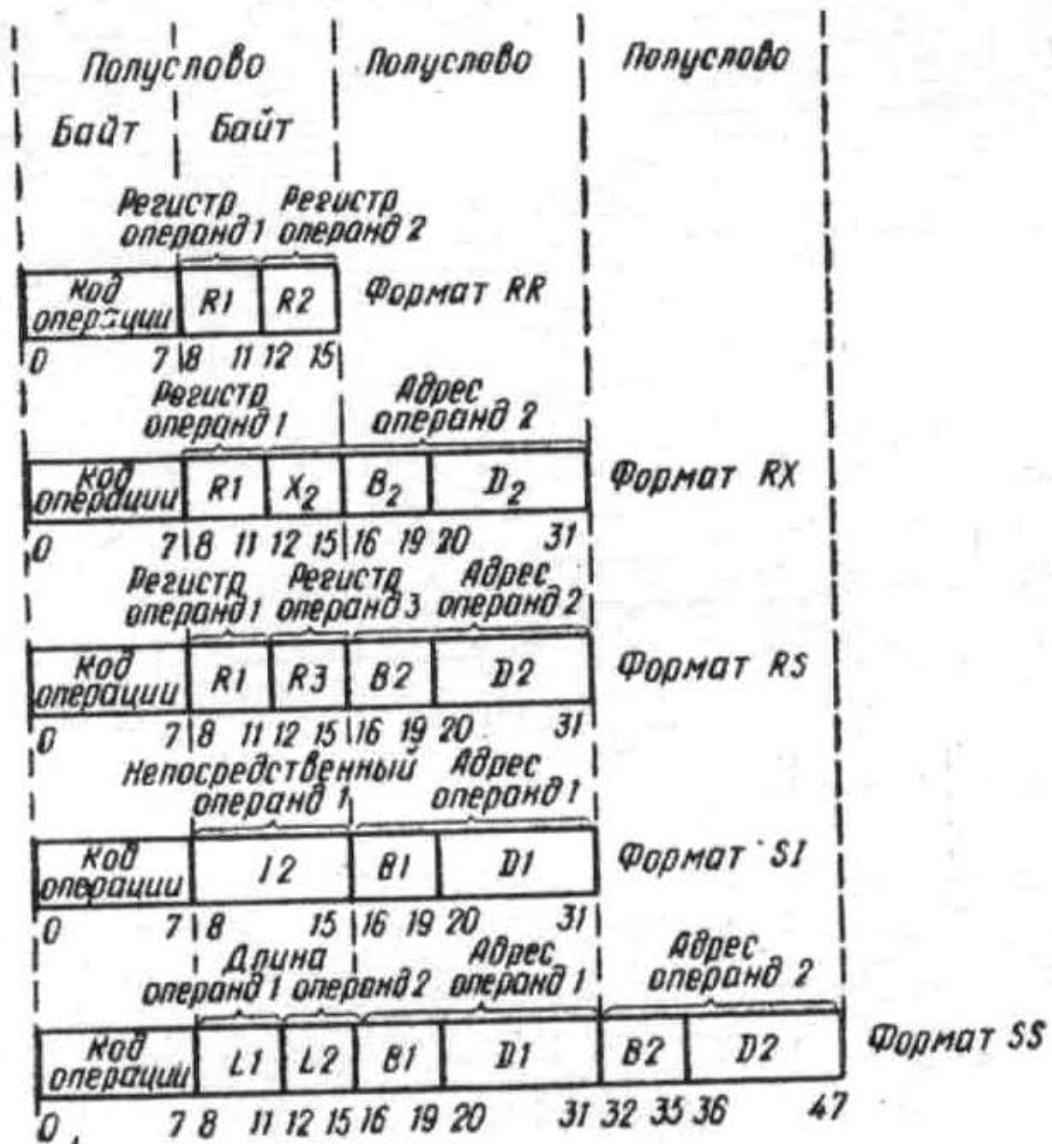 Полуслово Полуслово Полуслово
Байт Байт
Регистр Регистр
операнд 1 операнд 2
Код R1 R2 Формат RR
операции
0 7 8 11 12 15
Регистр Адрес
операнд 1 операнд 2
Код R1 X2 B2 D2 Формат RX
операции
0 7 8 11 12 15 16 19 20 31
Регистр Регистр Адрес
операнд 1 операнд 3 операнд 2
Код R1 R3 B2 D2 Формат RS
операции
0 7 8 11 12 15 16 19 20 31
Непосредственный Адрес
операнд 1 операнд 1
Код I2 B1 D1 Формат SI
операции
0 7 8 15 16 19 20 31
Длина Адрес Адрес
операнд 1 операнд 2 операнд 1 операнд 2
Код L1 L2 B1 D1 B2 D2 Формат SS
операции
0 7 8 11 12 15 16 19 20 31 32 35 36 47